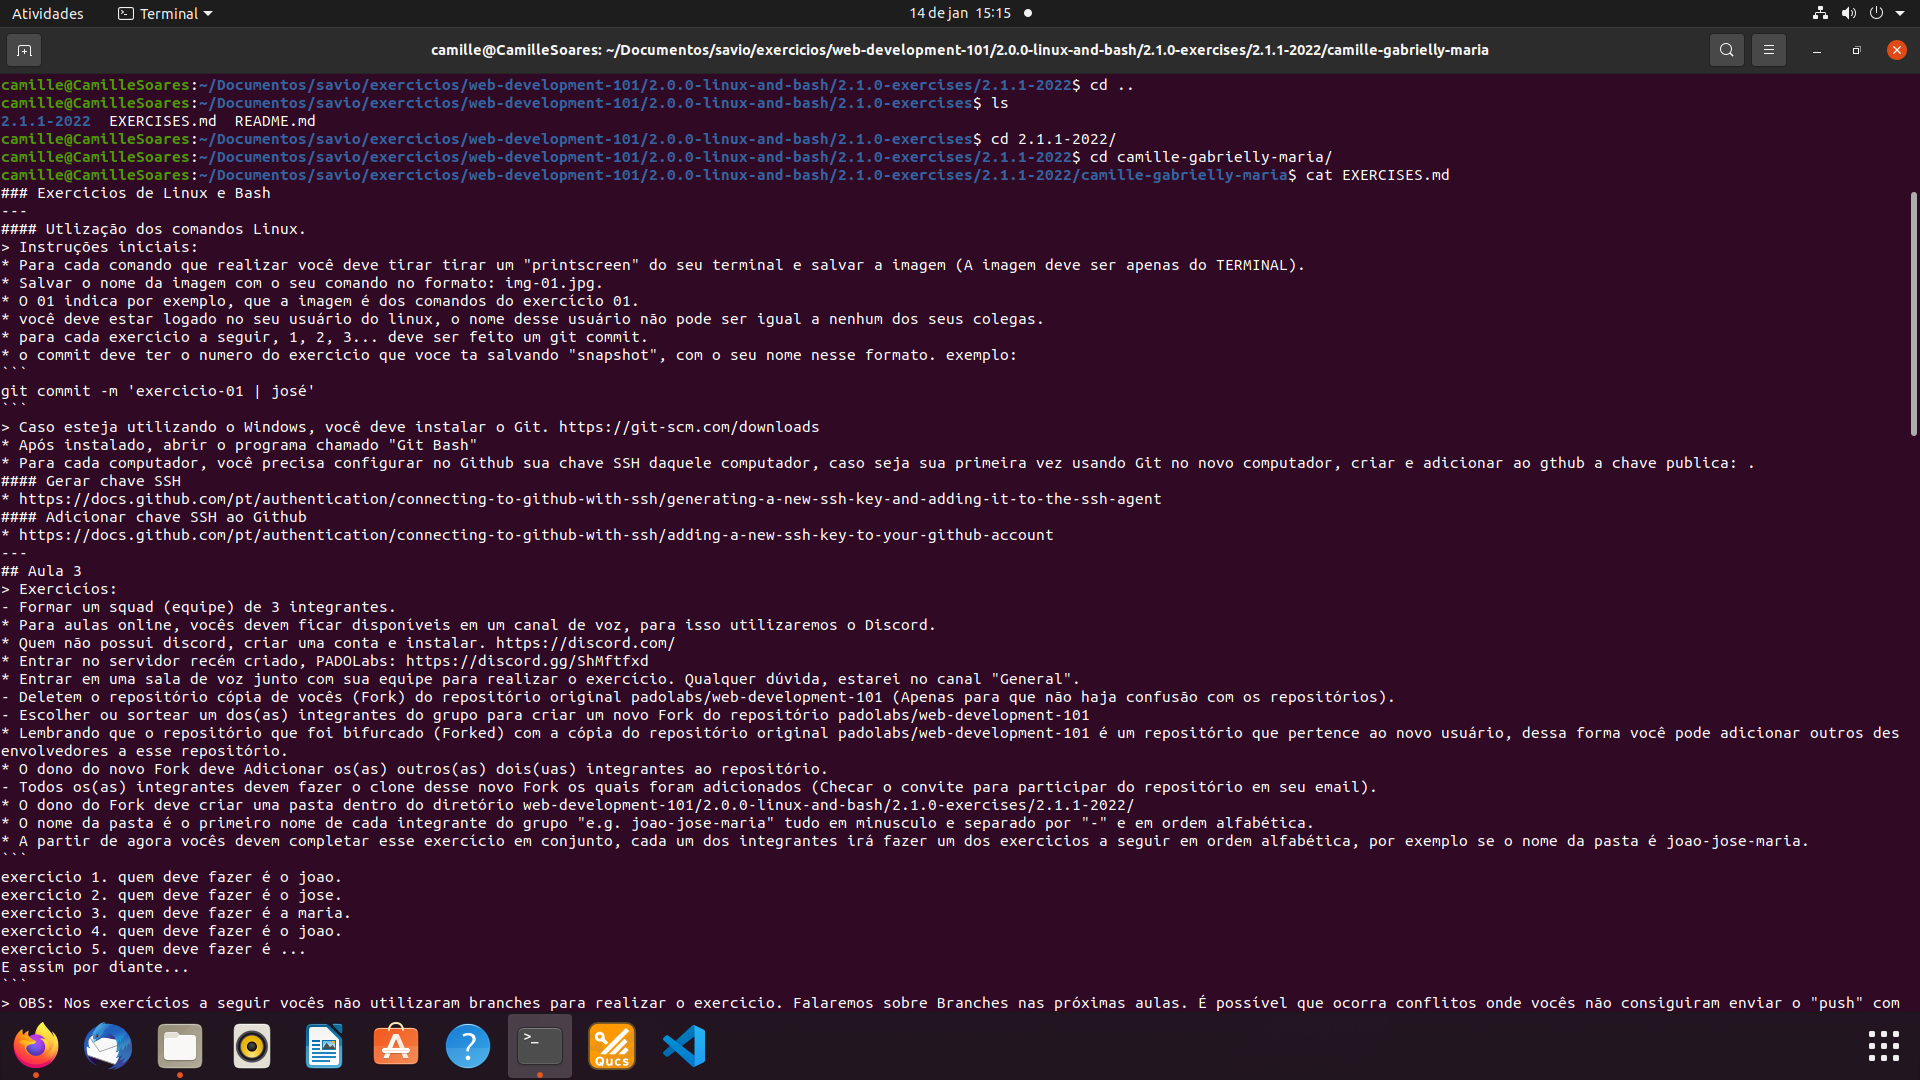 Atividades
Terminal
14 de jan 15:15
camille@CamilleSoares: ~/Documentos/savio/exercicios/web-development-101/2.0.0-linux-and-bash/2.1.0-exercises/2.1.1-2022/camille-gabrielly-maria
camille@CamilleSoares:~/Documentos/savio/exercicios/web-development-101/2.0.0-linux-and-bash/2.1.0-exercises/2.1.1-2022$ cd ..
camille@CamilleSoares:~/Documentos/savio/exercicios/web-development-101/2.0.0-linux-and-bash/2.1.0-exercises$ ls
2.1.1-2022  EXERCISES.md  README.md
camille@CamilleSoares:~/Documentos/savio/exercicios/web-development-101/2.0.0-linux-and-bash/2.1.0-exercises$ cd 2.1.1-2022/
camille@CamilleSoares:~/Documentos/savio/exercicios/web-development-101/2.0.0-linux-and-bash/2.1.0-exercises/2.1.1-2022$ cd camille-gabrielly-maria/
camille@CamilleSoares:~/Documentos/savio/exercicios/web-development-101/2.0.0-linux-and-bash/2.1.0-exercises/2.1.1-2022/camille-gabrielly-maria$ cat EXERCISES.md
### Exercicios de Linux e Bash
---
#### Utlização dos comandos Linux.
> Instruções iniciais:
* Para cada comando que realizar você deve tirar tirar um "printscreen" do seu terminal e salvar a imagem (A imagem deve ser apenas do TERMINAL).
* Salvar o nome da imagem com o seu comando no formato: img-01.jpg.
* O 01 indica por exemplo, que a imagem é dos comandos do exercício 01.
* você deve estar logado no seu usuário do linux, o nome desse usuário não pode ser igual a nenhum dos seus colegas.
* para cada exercicio a seguir, 1, 2, 3... deve ser feito um git commit.
* o commit deve ter o numero do exercicio que voce ta salvando "snapshot", com o seu nome nesse formato. exemplo:
```
git commit -m 'exercicio-01 | josé'
```
> Caso esteja utilizando o Windows, você deve instalar o Git. https://git-scm.com/downloads
* Após instalado, abrir o programa chamado "Git Bash"
* Para cada computador, você precisa configurar no Github sua chave SSH daquele computador, caso seja sua primeira vez usando Git no novo computador, criar e adicionar ao gthub a chave publica: .
#### Gerar chave SSH
* https://docs.github.com/pt/authentication/connecting-to-github-with-ssh/generating-a-new-ssh-key-and-adding-it-to-the-ssh-agent
#### Adicionar chave SSH ao Github
* https://docs.github.com/pt/authentication/connecting-to-github-with-ssh/adding-a-new-ssh-key-to-your-github-account
---
## Aula 3
> Exercicíos:
- Formar um squad (equipe) de 3 integrantes.
* Para aulas online, vocês devem ficar disponíveis em um canal de voz, para isso utilizaremos o Discord.
* Quem não possui discord, criar uma conta e instalar. https://discord.com/
* Entrar no servidor recém criado, PADOLabs: https://discord.gg/ShMftfxd
* Entrar em uma sala de voz junto com sua equipe para realizar o exercício. Qualquer dúvida, estarei no canal "General".
- Deletem o repositório cópia de vocês (Fork) do repositório original padolabs/web-development-101 (Apenas para que não haja confusão com os repositórios).
- Escolher ou sortear um dos(as) integrantes do grupo para criar um novo Fork do repositório padolabs/web-development-101
* Lembrando que o repositório que foi bifurcado (Forked) com a cópia do repositório original padolabs/web-development-101 é um repositório que pertence ao novo usuário, dessa forma você pode adicionar outros des
envolvedores a esse repositório.
* O dono do novo Fork deve Adicionar os(as) outros(as) dois(uas) integrantes ao repositório.
- Todos os(as) integrantes devem fazer o clone desse novo Fork os quais foram adicionados (Checar o convite para participar do repositório em seu email).
* O dono do Fork deve criar uma pasta dentro do diretório web-development-101/2.0.0-linux-and-bash/2.1.0-exercises/2.1.1-2022/
* O nome da pasta é o primeiro nome de cada integrante do grupo "e.g. joao-jose-maria" tudo em minusculo e separado por "-" e em ordem alfabética.
* A partir de agora vocês devem completar esse exercício em conjunto, cada um dos integrantes irá fazer um dos exercicios a seguir em ordem alfabética, por exemplo se o nome da pasta é joao-jose-maria.
```
exercicio 1. quem deve fazer é o joao.
exercicio 2. quem deve fazer é o jose.
exercicio 3. quem deve fazer é a maria.
exercicio 4. quem deve fazer é o joao.
exercicio 5. quem deve fazer é ...
E assim por diante...
```
> OBS: Nos exercícios a seguir vocês não utilizaram branches para realizar o exercicio. Falaremos sobre Branches nas próximas aulas. É possível que ocorra conflitos onde vocês não consiguiram enviar o "push" com
Qucs